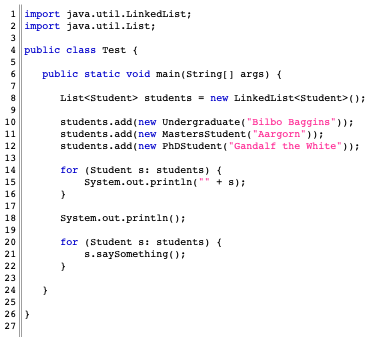 1 import java.util.LinkedList;
2 import java.util.List;
3
4 public class Test {
5
6 public static void main(String[] args) {
7
8 List<Student> students = new LinkedList<Student>();
9
10 students.add(new Undergraduate("Bilbo Baggins"));
11 students.add(new MastersStudent("Aargorn"));
12 students.add(new PhDStudent("Gandalf the White"));
13
14 for (Student s: students) {
15 System.out.println("" + s);
16 }
17
18 System.out.println();
19
20 for (Student s: students) {
21 s.saySomething();
22 }
23
24 }
25
26 }
27